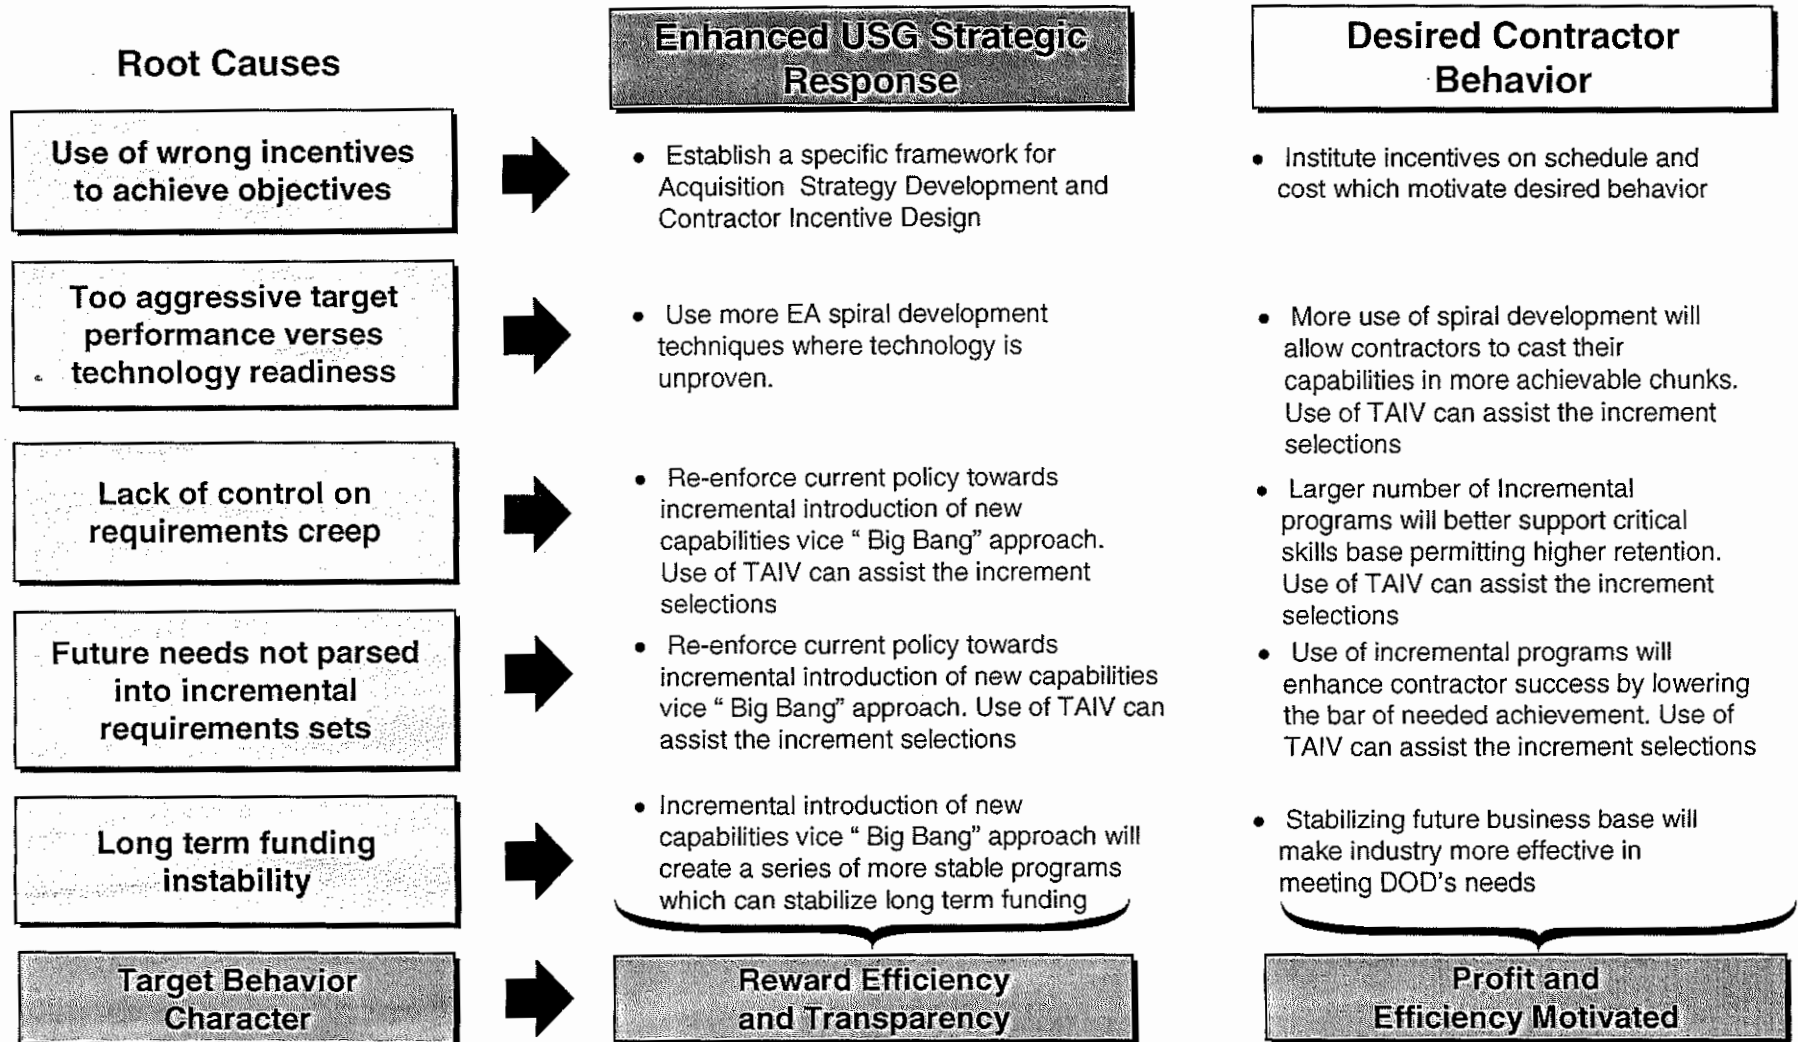 Root Causes
Enhanced USG Strategic
Response
Desired Contractor
Behavior
Use of wrong incentives
to achieve objectives
• Establish a specific framework for
Acquisition Strategy Development and
Contractor Incentive Design
• Institute incentives on schedule and
cost which motivate desired behavior
Too aggressive target
performance verses
technology readiness
• Use more EA spiral development
techniques where technology is
unproven.
• More use of spiral development will
allow contractors to cast their
capabilities in more achievable chunks.
Use of TAIV can assist the increment
selections
Lack of control on
requirements creep
• Re-enforce current policy towards
incremental introduction of new
capabilities vice “ Big Bang” approach.
Use of TAIV can assist the increment
selections
• Larger number of Incremental
programs will better support critical
skills base permitting higher retention.
Use of TAIV can assist the increment
selections
Future needs not parsed
into incremental
requirements sets
• Re-enforce current policy towards
incremental introduction of new capabilities
vice “ Big Bang” approach. Use of TAIV can
assist the increment selections
• Use of incremental programs will
enhance contractor success by lowering
the bar of needed achievement. Use of
TAIV can assist the increment selections
Long term funding
instability
• Incremental introduction of new
capabilities vice “ Big Bang” approach will
create a series of more stable programs
which can stabilize long term funding
• Stabilizing future business base will
make industry more effective in
meeting DOD's needs
Target Behavior
Character
Reward Efficiency
and Transparency
Profit and
Efficiency Motivated